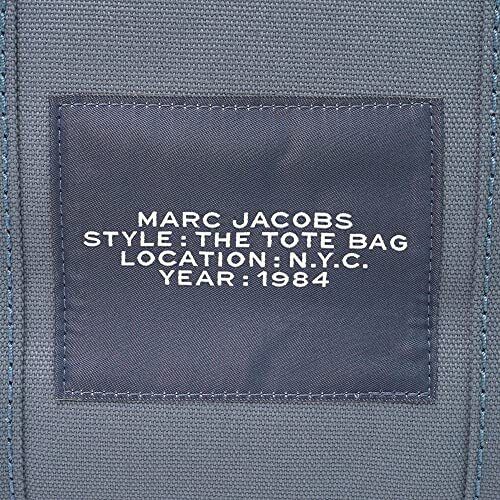 MARC JACOBS
STYLE : THE TOTE BAG
LOCATION : N.Y.C.
YEAR : 1984